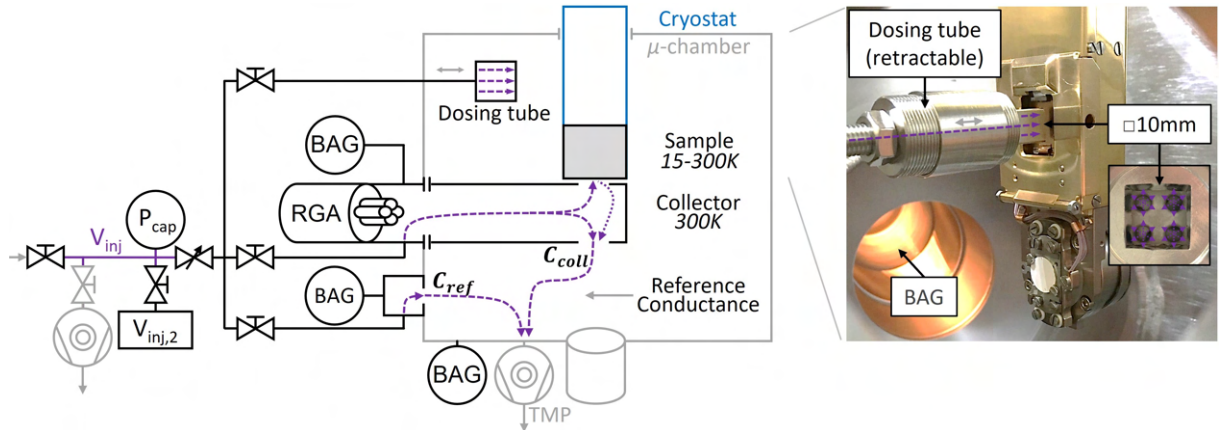 Cryostat
μ-chamber
Dosing tube
BAG
Sample
15-300K
RGA
Collector
300K
P_cap
V_inj
C_coll
C_ref
BAG
Reference
Conductance
V_inj,2
BAG
TMP
Dosing tube
(retractable)
□10mm
BAG